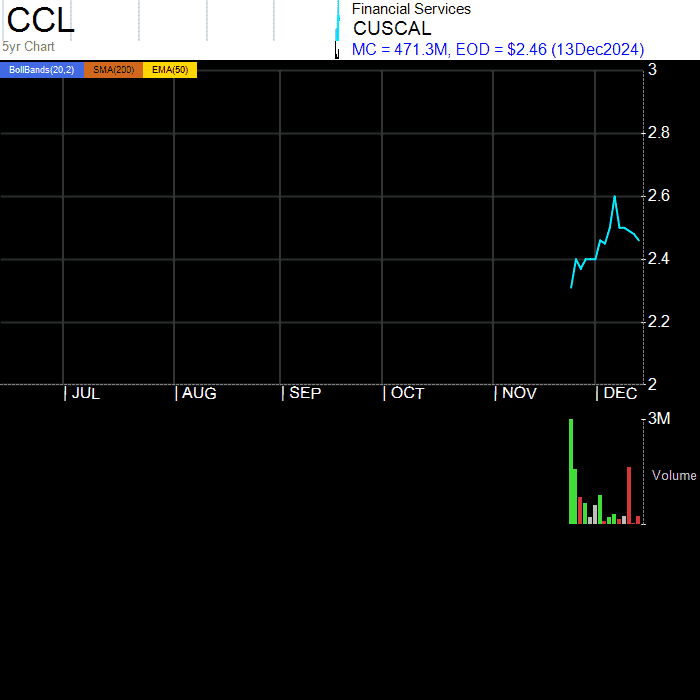 CCL
5yr Chart
Financial Services
CUSCAL
MC = 471.3M, EOD = $2.46 (13Dec2024)
BollBands(20,2) SMA(200) EMA(50)
3
2.8
2.6
2.4
2.2
2
| JUL | AUG | SEP | OCT | NOV | DEC
3M
Volume